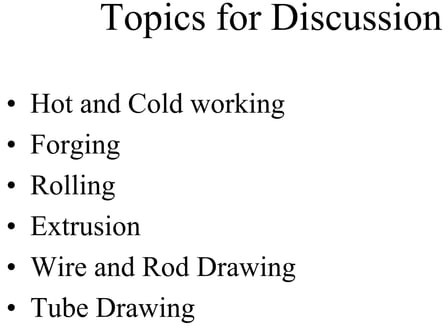 Topics for Discussion
• Hot and Cold working
• Forging
• Rolling
• Extrusion
• Wire and Rod Drawing
• Tube Drawing